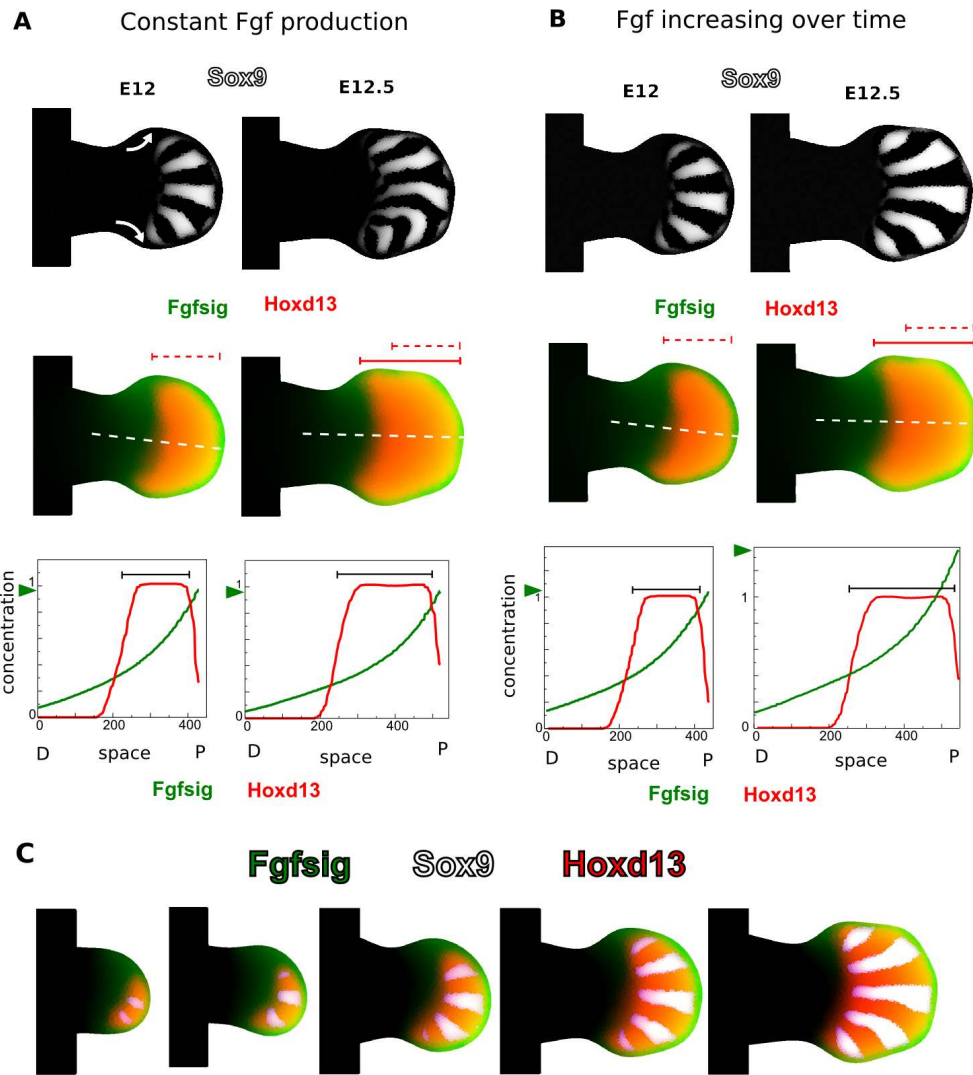 A Constant Fgf production
B Fgf increasing over time
Sox9
E12 E12.5
Sox9
E12 E12.5
Fgfsig Hoxd13
Fgfsig Hoxd13
concentration
1
0
0 200 400
D space P
1
0
0 200 400
D space P
Fgfsig Hoxd13
concentration
1
0
0 200 400
D space P
1
0
0 200 400
D space P
Fgfsig Hoxd13
C
Fgfsig Sox9 Hoxd13